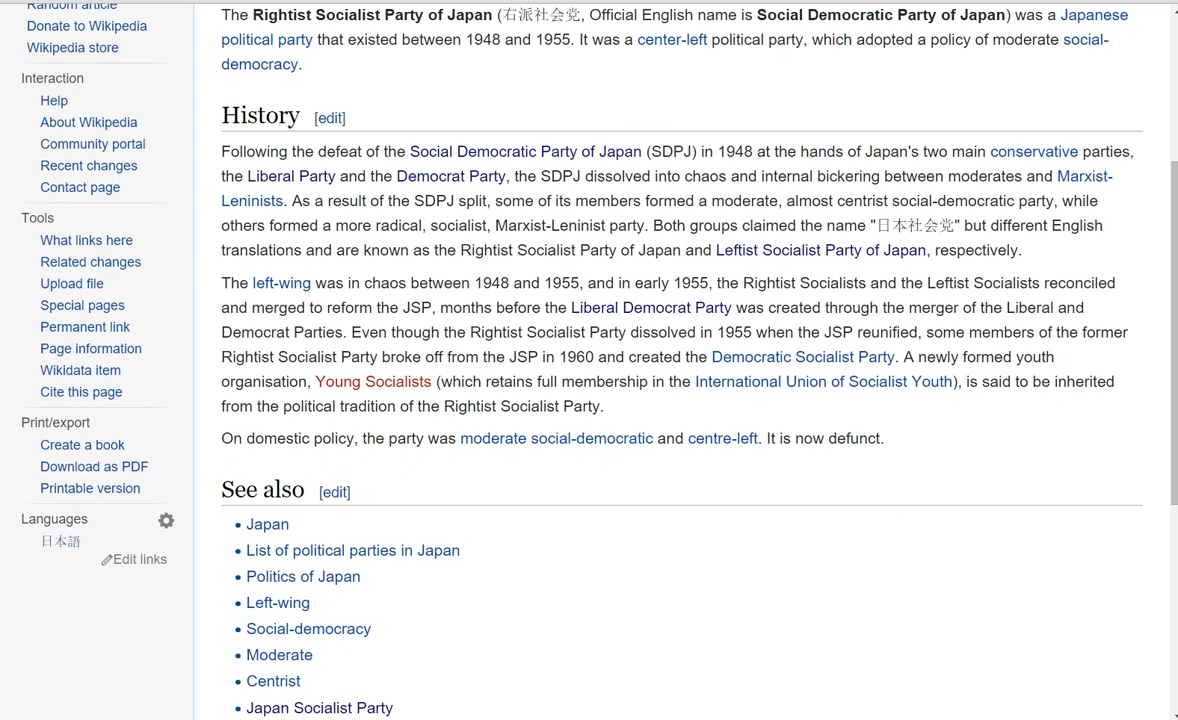 Random article
Donate to Wikipedia
Wikipedia store
Interaction
Help
About Wikipedia
Community portal
Recent changes
Contact page
Tools
What links here
Related changes
Upload file
Special pages
Permanent link
Page information
Wikidata item
Cite this page
Print/export
Create a book
Download as PDF
Printable version
Languages
日本語
Edit links
The Rightist Socialist Party of Japan (右派社会党, Official English name is Social Democratic Party of Japan) was a Japanese
political party that existed between 1948 and 1955. It was a center-left political party, which adopted a policy of moderate social-
democracy.
History [edit]
Following the defeat of the Social Democratic Party of Japan (SDPJ) in 1948 at the hands of Japan's two main conservative parties,
the Liberal Party and the Democrat Party, the SDPJ dissolved into chaos and internal bickering between moderates and Marxist-
Leninists. As a result of the SDPJ split, some of its members formed a moderate, almost centrist social-democratic party, while
others formed a more radical, socialist, Marxist-Leninist party. Both groups claimed the name "日本社会党" but different English
translations and are known as the Rightist Socialist Party of Japan and Leftist Socialist Party of Japan, respectively.
The left-wing was in chaos between 1948 and 1955, and in early 1955, the Rightist Socialists and the Leftist Socialists reconciled
and merged to reform the JSP, months before the Liberal Democrat Party was created through the merger of the Liberal and
Democrat Parties. Even though the Rightist Socialist Party dissolved in 1955 when the JSP reunified, some members of the former
Rightist Socialist Party broke off from the JSP in 1960 and created the Democratic Socialist Party. A newly formed youth
organisation, Young Socialists (which retains full membership in the International Union of Socialist Youth), is said to be inherited
from the political tradition of the Rightist Socialist Party.
On domestic policy, the party was moderate social-democratic and centre-left. It is now defunct.
See also [edit]
Japan
List of political parties in Japan
Politics of Japan
Left-wing
Social-democracy
Moderate
Centrist
Japan Socialist Party